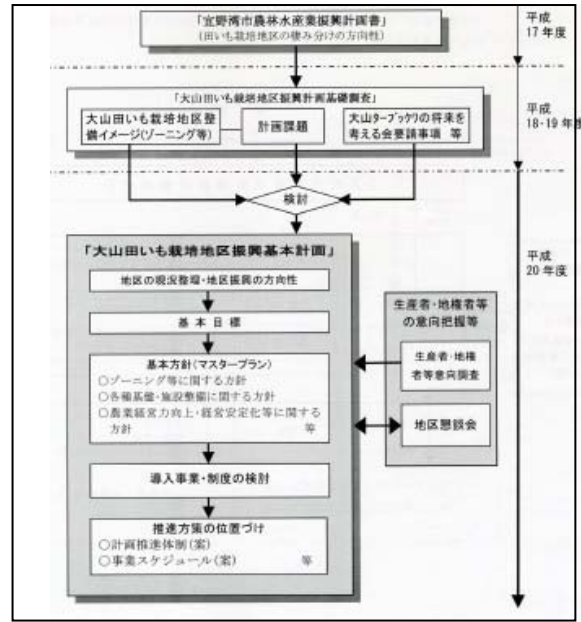 「宜野湾市農林水産業振興計画書」
(田いも栽培地区の棲み分けの方向性)
平成
17年度
「大山田いも栽培地区振興計画基礎調査」
大山田いも栽培地区整
備イメージ(ゾーニング等)
計画課題
大山ターブックヮの将来を
考える会要請事項 等
平成
18・19年度
検討
「大山田いも栽培地区振興基本計画」
地区の現況整理・地区振興の方向性
基本目標
基本方針(マスタープラン)
○ゾーニング等に関する方針
○各種基盤・施設整備に関する方針
○農業経営力向上・経営安定化等に関する
方針 等
導入事業・制度の検討
推進方策の位置づけ
○計画推進体制(案)
○事業スケジュール(案) 等
平成
20年度
生産者・地権者等
の意向把握等
生産者・地権
者等意向調査
地区懇談会